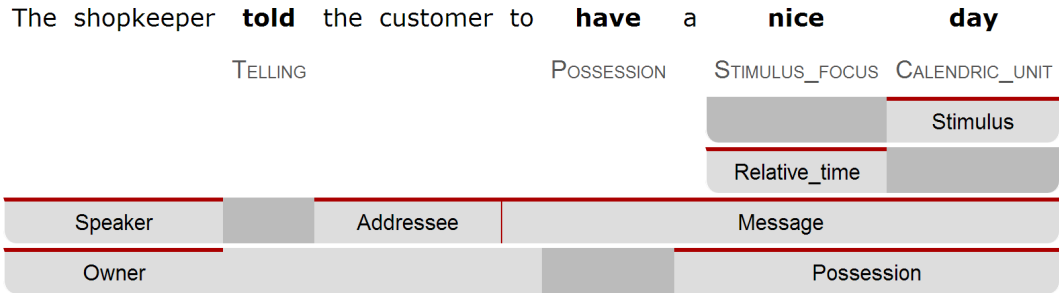 The shopkeeper told the customer to have a nice day
TELLING POSSESSION STIMULUS_FOCUS CALENDRIC_UNIT
Stimulus
Relative_time
Speaker Addressee Message
Owner Possession